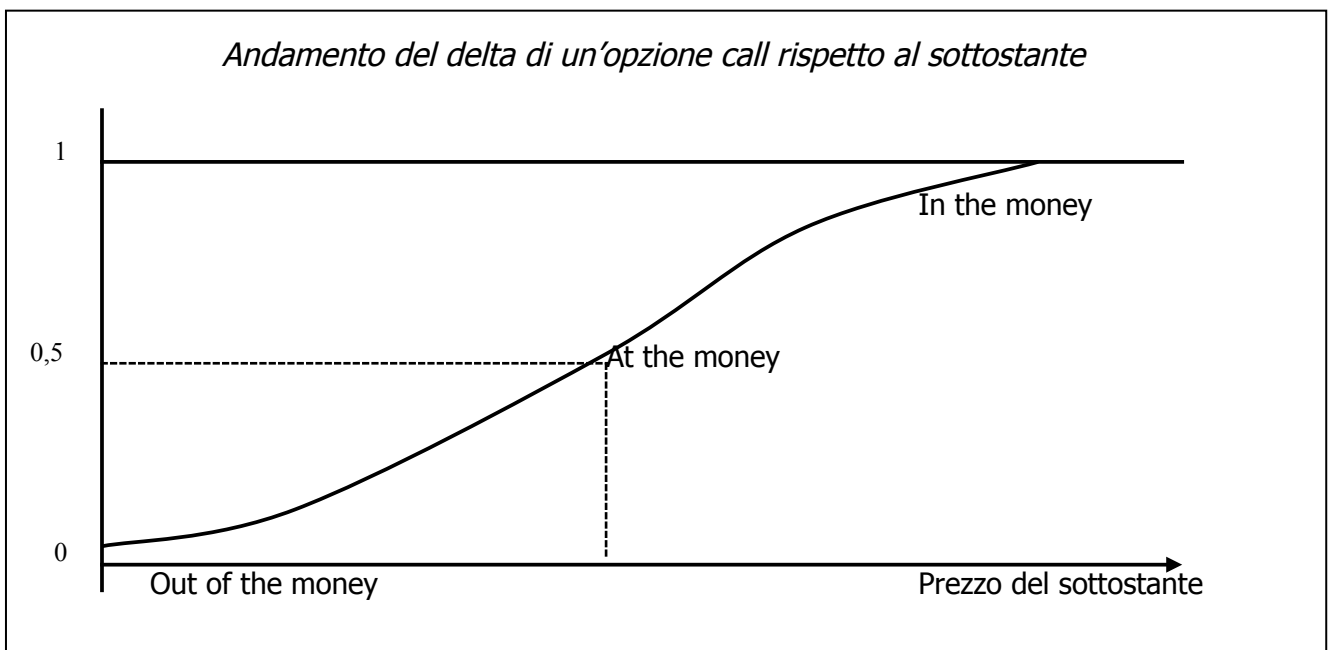 Andamento del delta di un’opzione call rispetto al sottostante
1
In the money
0,5
At the money
0
Out of the money
Prezzo del sottostante